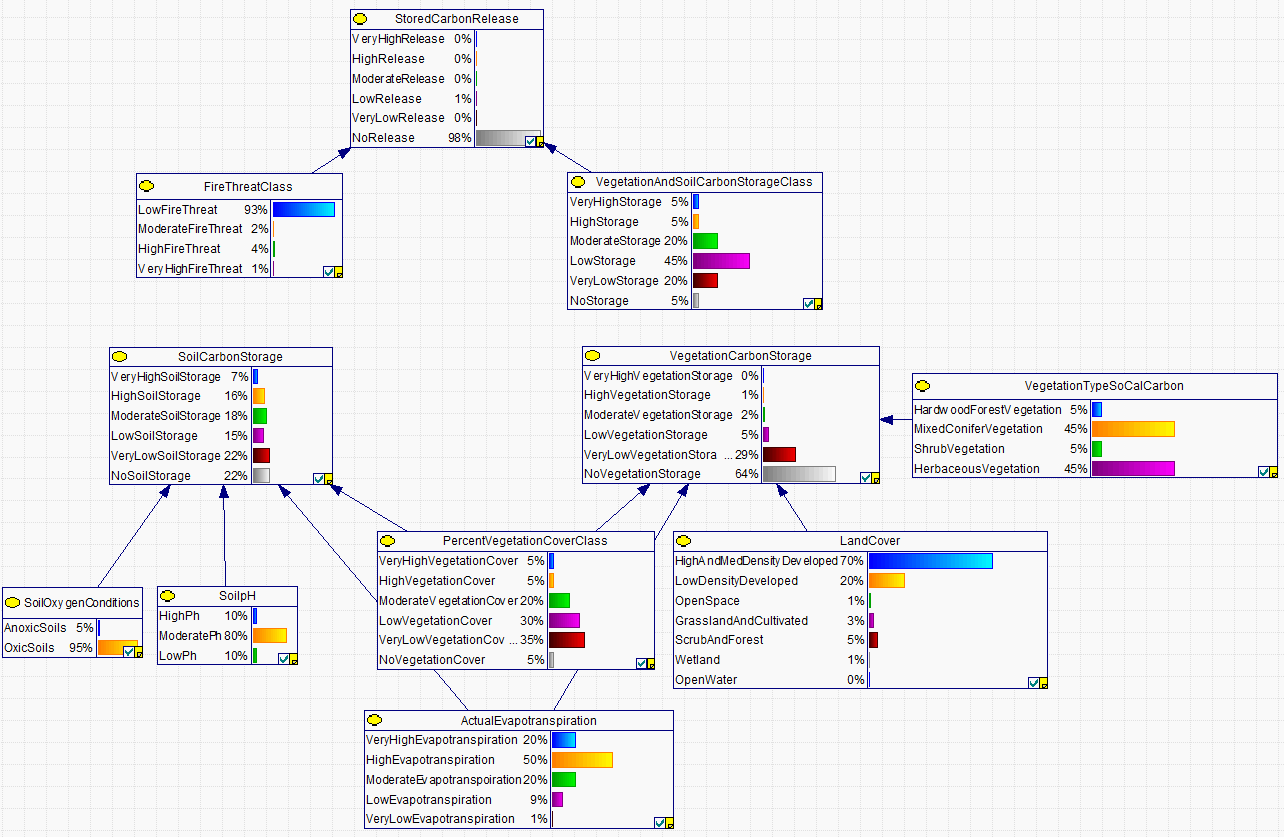 StoredCarbonRelease
VeryHighRelease 0%
HighRelease 0%
ModerateRelease 0%
LowRelease 1%
VeryLowRelease 0%
NoRelease 98%
FireThreatClass
LowFireThreat 93%
ModerateFireThreat 2%
HighFireThreat 4%
VeryHighFireThreat 1%
VegetationAndSoilCarbonStorageClass
VeryHighStorage 5%
HighStorage 5%
ModerateStorage 20%
LowStorage 45%
VeryLowStorage 20%
NoStorage 5%
SoilCarbonStorage
VeryHighSoilStorage 7%
HighSoilStorage 16%
ModerateSoilStorage 18%
LowSoilStorage 15%
VeryLowSoilStorage 22%
NoSoilStorage 22%
VegetationCarbonStorage
VeryHighVegetationStorage 0%
HighVegetationStorage 1%
ModerateVegetationStorage 2%
LowVegetationStorage 5%
VeryLowVegetationStora ... 29%
NoVegetationStorage 64%
VegetationTypeSoCalCarbon
HardwoodForestVegetation 5%
MixedConiferVegetation 45%
ShrubVegetation 5%
HerbaceousVegetation 45%
SoilOxygenConditions
AnoxicSoils 5%
OxicSoils 95%
SoilpH
HighPh 10%
ModeratePh 80%
LowPh 10%
PercentVegetationCoverClass
VeryHighVegetationCover 5%
HighVegetationCover 5%
ModerateVegetationCover 20%
LowVegetationCover 30%
VeryLowVegetationCov ... 35%
NoVegetationCover 5%
LandCover
HighAndMedDensityDeveloped 70%
LowDensityDeveloped 20%
OpenSpace 1%
GrasslandAndCultivated 3%
ScrubAndForest 5%
Wetland 1%
OpenWater 0%
ActualEvapotranspiration
VeryHighEvapotranspiration 20%
HighEvapotranspiration 50%
ModerateEvapotranspoiration 20%
LowEvapotranspiration 9%
VeryLowEvapotranspiration 1%